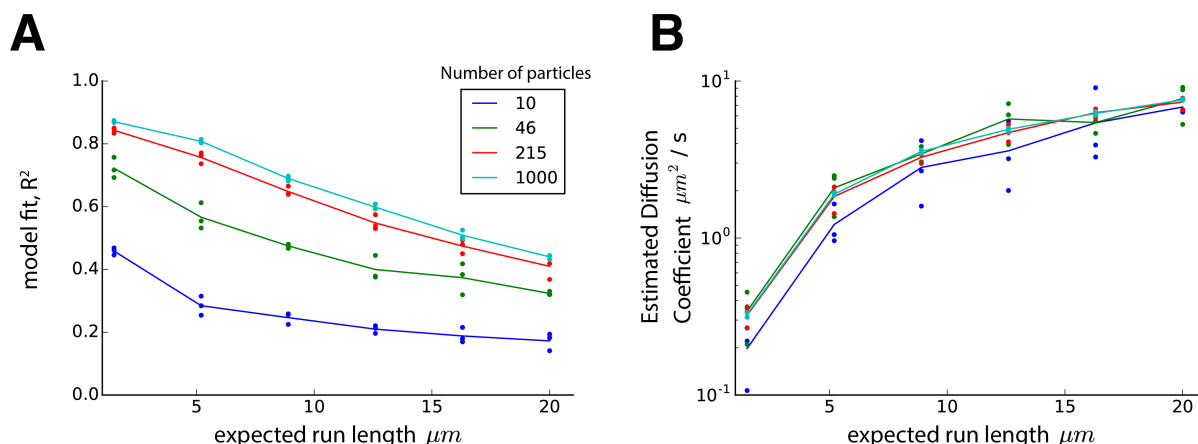 A
model fit, R²
1.0
0.8
0.6
0.4
0.2
0.0
5
10
15
20
expected run length μm
Number of particles
10
46
215
1000
B
Estimated Diffusion
Coefficient μm² / s
10¹
10⁰
10⁻¹
5
10
15
20
expected run length μm